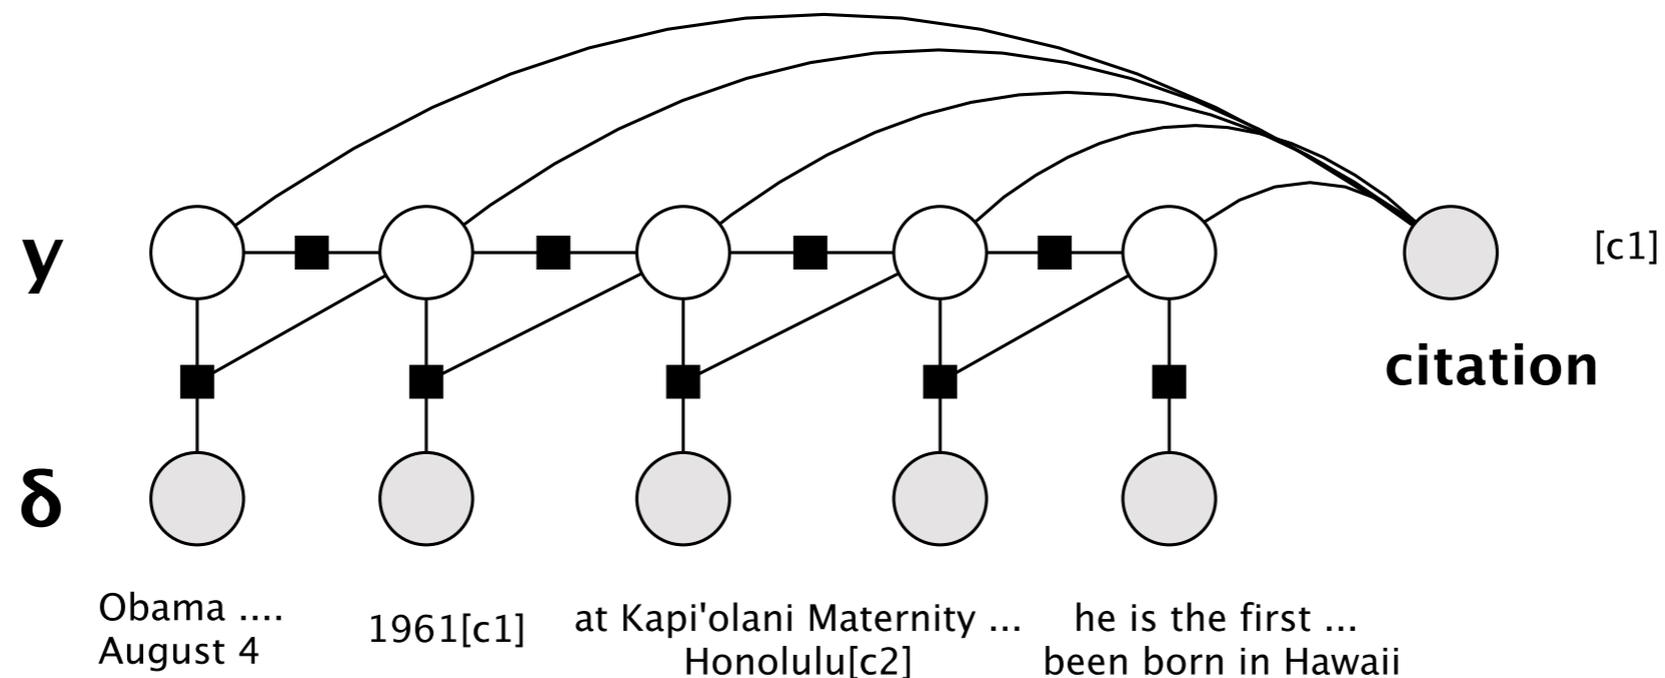 y
[c1]
citation
δ
Obama ....
August 4
1961[c1]
at Kapi'olani Maternity ...
Honolulu[c2]
he is the first ...
been born in Hawaii